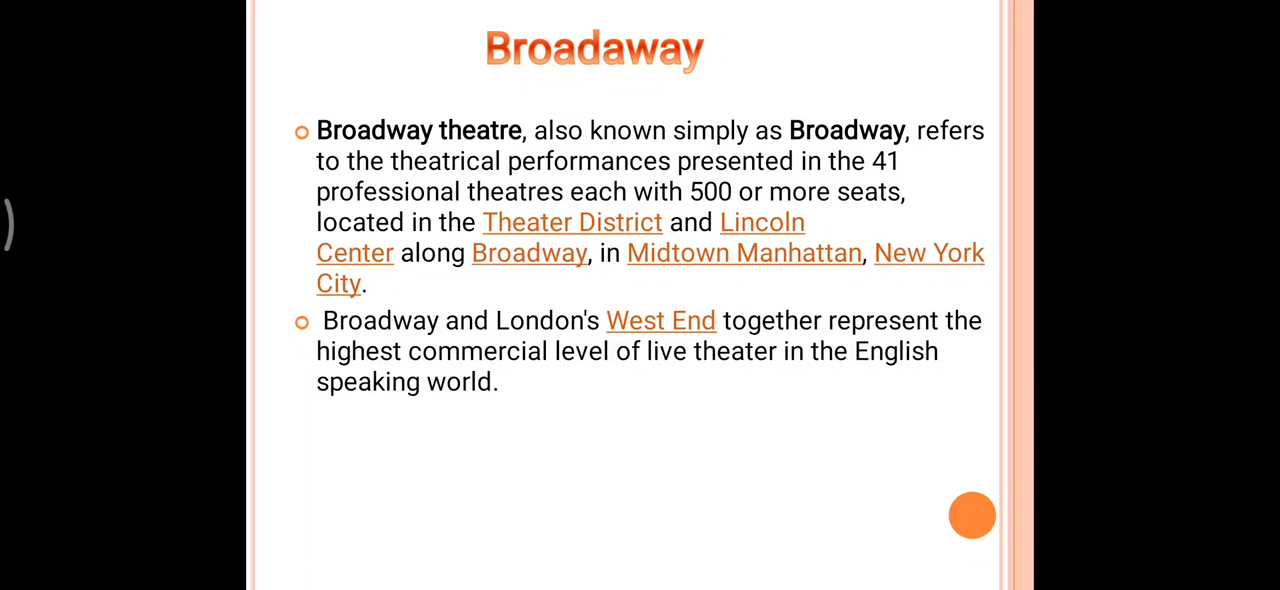 Broadaway
Broadway theatre, also known simply as Broadway, refers
to the theatrical performances presented in the 41
professional theatres each with 500 or more seats,
located in the Theater District and Lincoln
Center along Broadway, in Midtown Manhattan, New York
City.
Broadway and London's West End together represent the
highest commercial level of live theater in the English
speaking world.